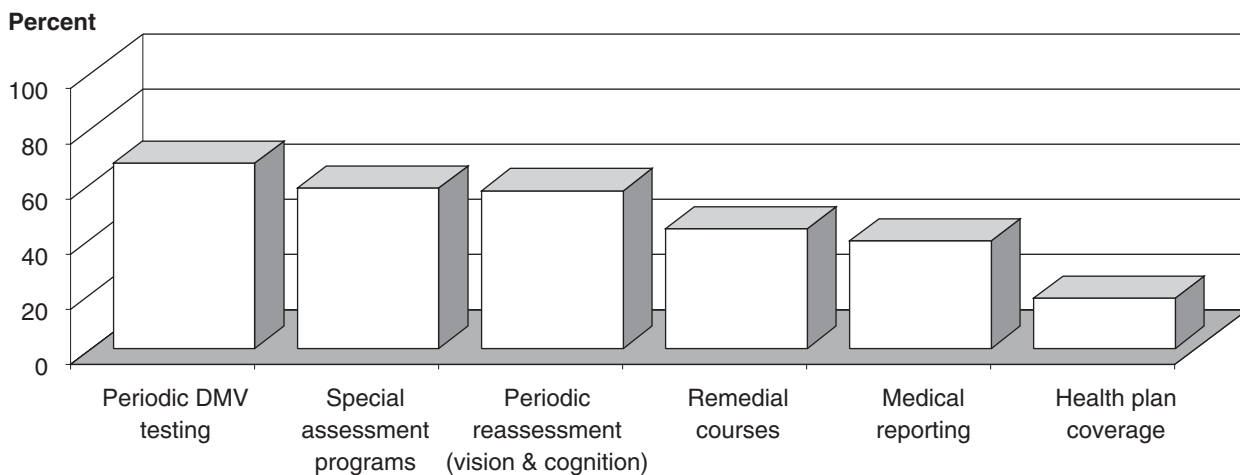 Percent
100
80
60
40
20
0
Periodic DMV
testing
Special
assessment
programs
Periodic
reassessment
(vision & cognition)
Remedial
courses
Medical
reporting
Health plan
coverage